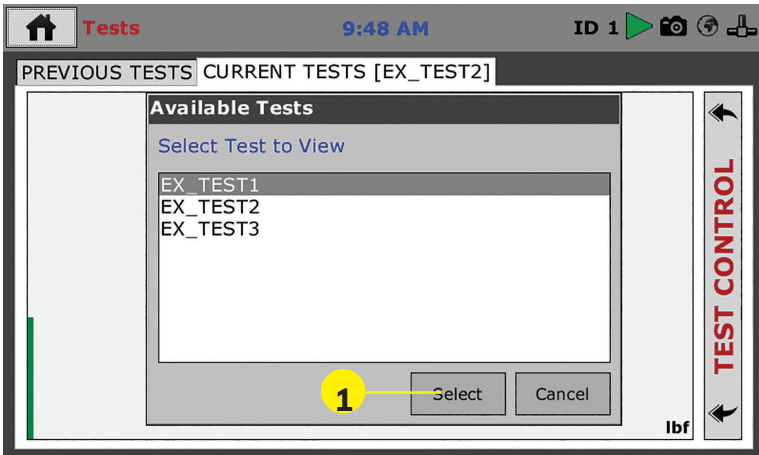 Tests 9:48 AM ID 1
PREVIOUS TESTS CURRENT TESTS [EX_TEST2]
Available Tests
Select Test to View
EX_TEST1
EX_TEST2
EX_TEST3
1 Select Cancel
lbf
TEST CONTROL